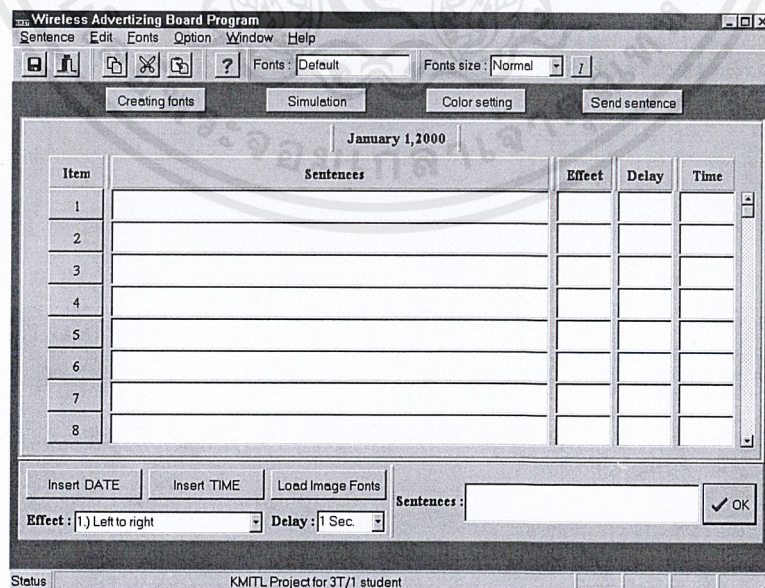 Wireless Advertizing Board Program
Sentence Edit Fonts Option Window Help
? Fonts : Default Fonts size : Normal 1
Creating fonts Simulation Color setting Send sentence
January 1,2000
Item Sentences Effect Delay Time
1
2
3
4
5
6
7
8
Insert DATE Insert TIME Load Image Fonts
Sentences : OK
Effect : 1.) Left to right Delay : 1 Sec.
Status KMITL Project for 3T/1 student